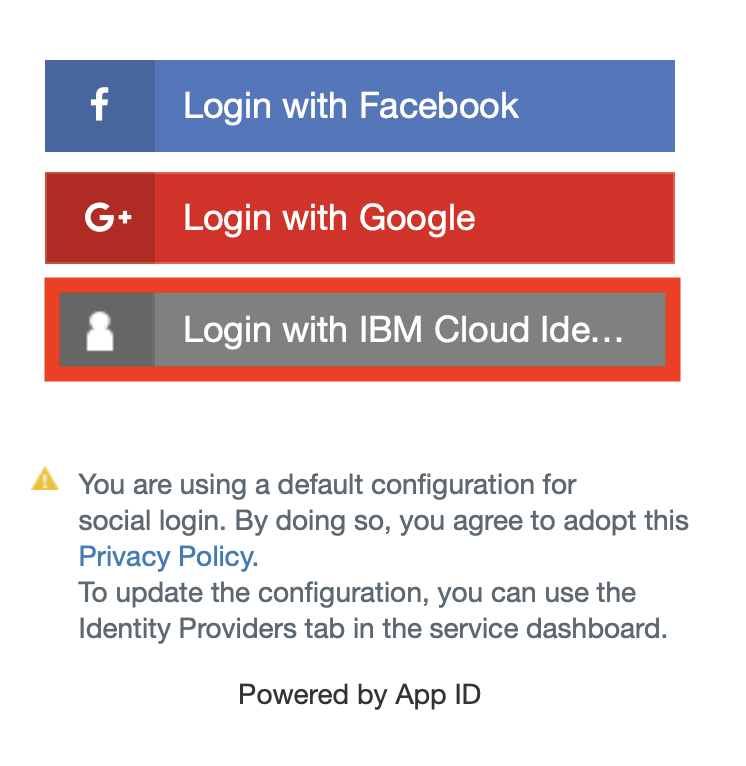 f Login with Facebook
G+ Login with Google
Login with IBM Cloud Ide...
You are using a default configuration for
social login. By doing so, you agree to adopt this
Privacy Policy.
To update the configuration, you can use the
Identity Providers tab in the service dashboard.
Powered by App ID